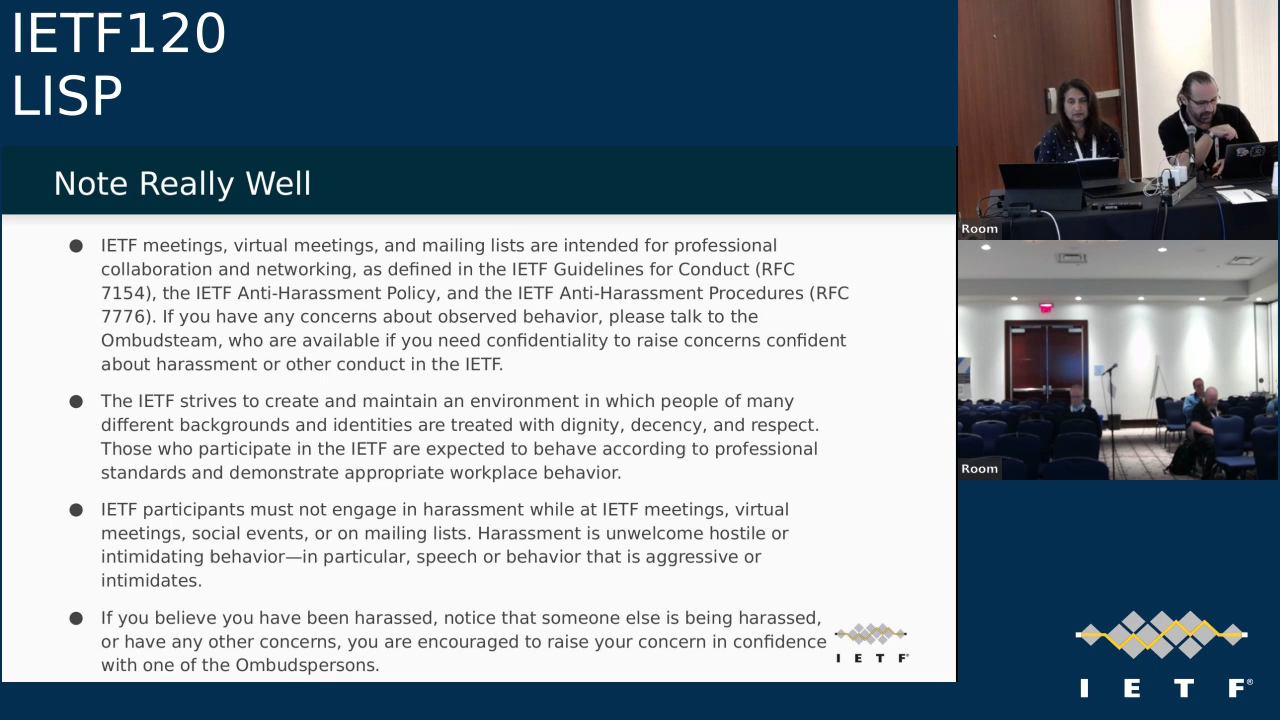 IETF120
LISP
Note Really Well
● IETF meetings, virtual meetings, and mailing lists are intended for professional
collaboration and networking, as defined in the IETF Guidelines for Conduct (RFC
7154), the IETF Anti-Harassment Policy, and the IETF Anti-Harassment Procedures (RFC
7776). If you have any concerns about observed behavior, please talk to the
Ombudsteam, who are available if you need confidentiality to raise concerns confident
about harassment or other conduct in the IETF.
● The IETF strives to create and maintain an environment in which people of many
different backgrounds and identities are treated with dignity, decency, and respect.
Those who participate in the IETF are expected to behave according to professional
standards and demonstrate appropriate workplace behavior.
● IETF participants must not engage in harassment while at IETF meetings, virtual
meetings, social events, or on mailing lists. Harassment is unwelcome hostile or
intimidating behavior—in particular, speech or behavior that is aggressive or
intimidates.
● If you believe you have been harassed, notice that someone else is being harassed,
or have any other concerns, you are encouraged to raise your concern in confidence
with one of the Ombudspersons.
I E T F®
Room
Room
I E T F®